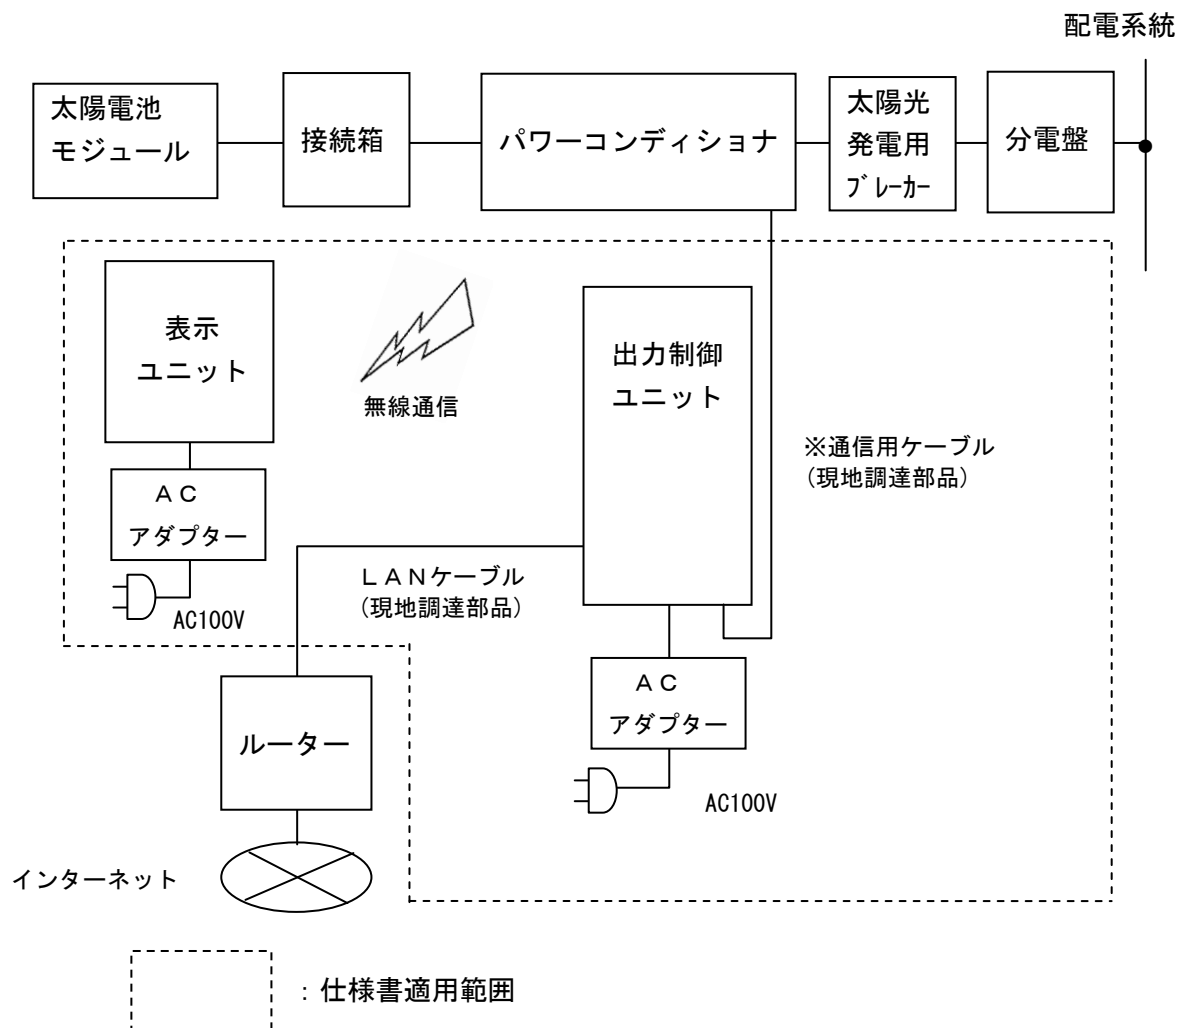 配電系統
太陽電池
モジュール
接続箱
パワーコンディショナ
太陽光
発電用
ﾌﾞﾚｰｶｰ
分電盤
表示
ユニット
無線通信
出力制御
ユニット
※通信用ケーブル
(現地調達部品)
ＡＣ
アダプター
AC100V
ＬＡＮケーブル
(現地調達部品)
ＡＣ
アダプター
AC100V
ルーター
インターネット
：仕様書適用範囲